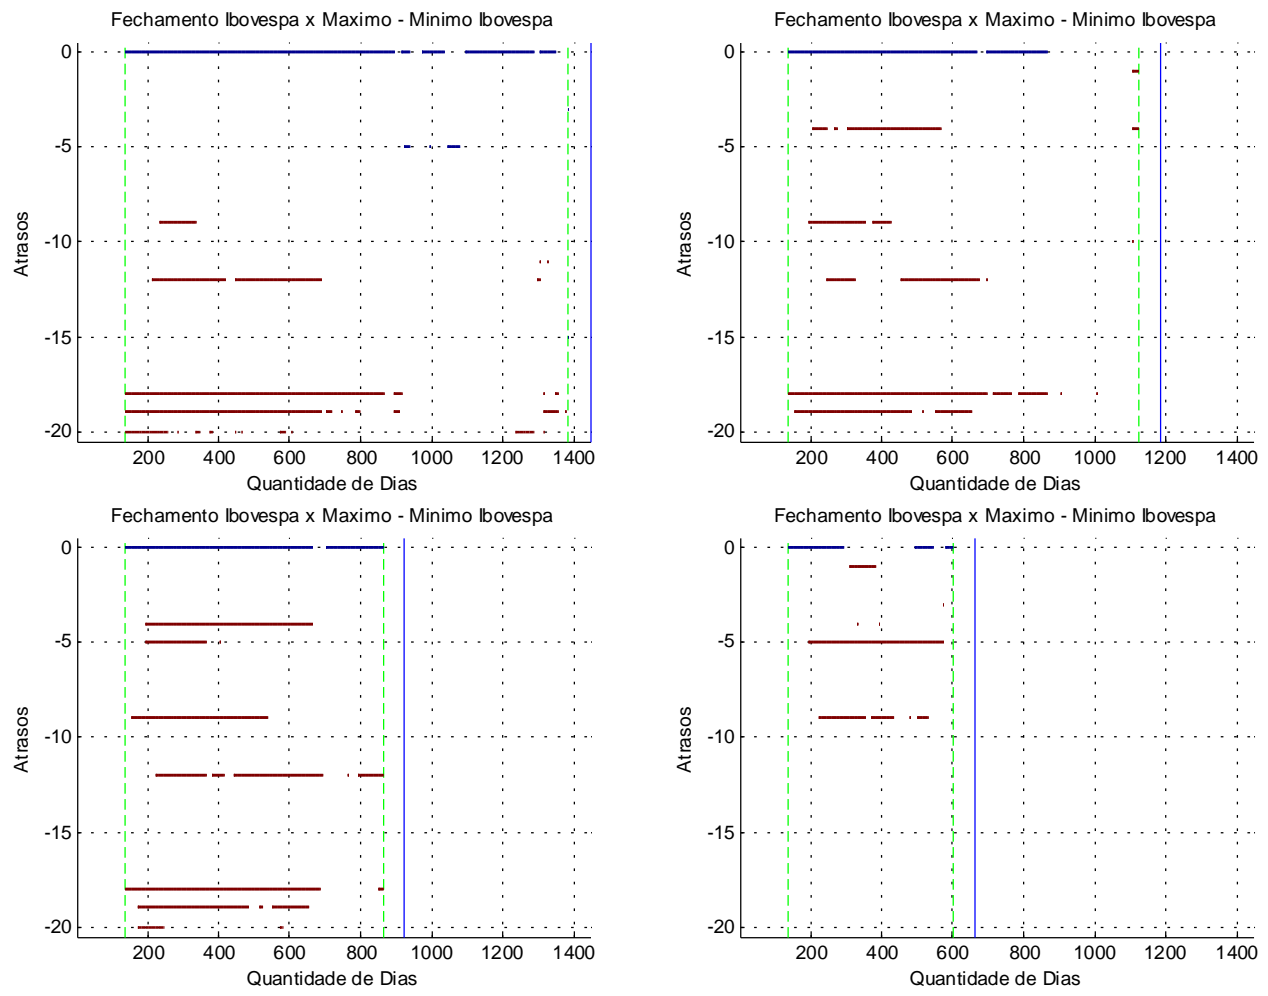 Fechamento Ibovespa x Maximo - Minimo Ibovespa
0
-5
-10
-15
-20
Atrasos
200 400 600 800 1000 1200 1400
Quantidade de Dias
Fechamento Ibovespa x Maximo - Minimo Ibovespa
0
-5
-10
-15
-20
Atrasos
200 400 600 800 1000 1200 1400
Quantidade de Dias
Fechamento Ibovespa x Maximo - Minimo Ibovespa
0
-5
-10
-15
-20
Atrasos
200 400 600 800 1000 1200 1400
Quantidade de Dias
Fechamento Ibovespa x Maximo - Minimo Ibovespa
0
-5
-10
-15
-20
Atrasos
200 400 600 800 1000 1200 1400
Quantidade de Dias